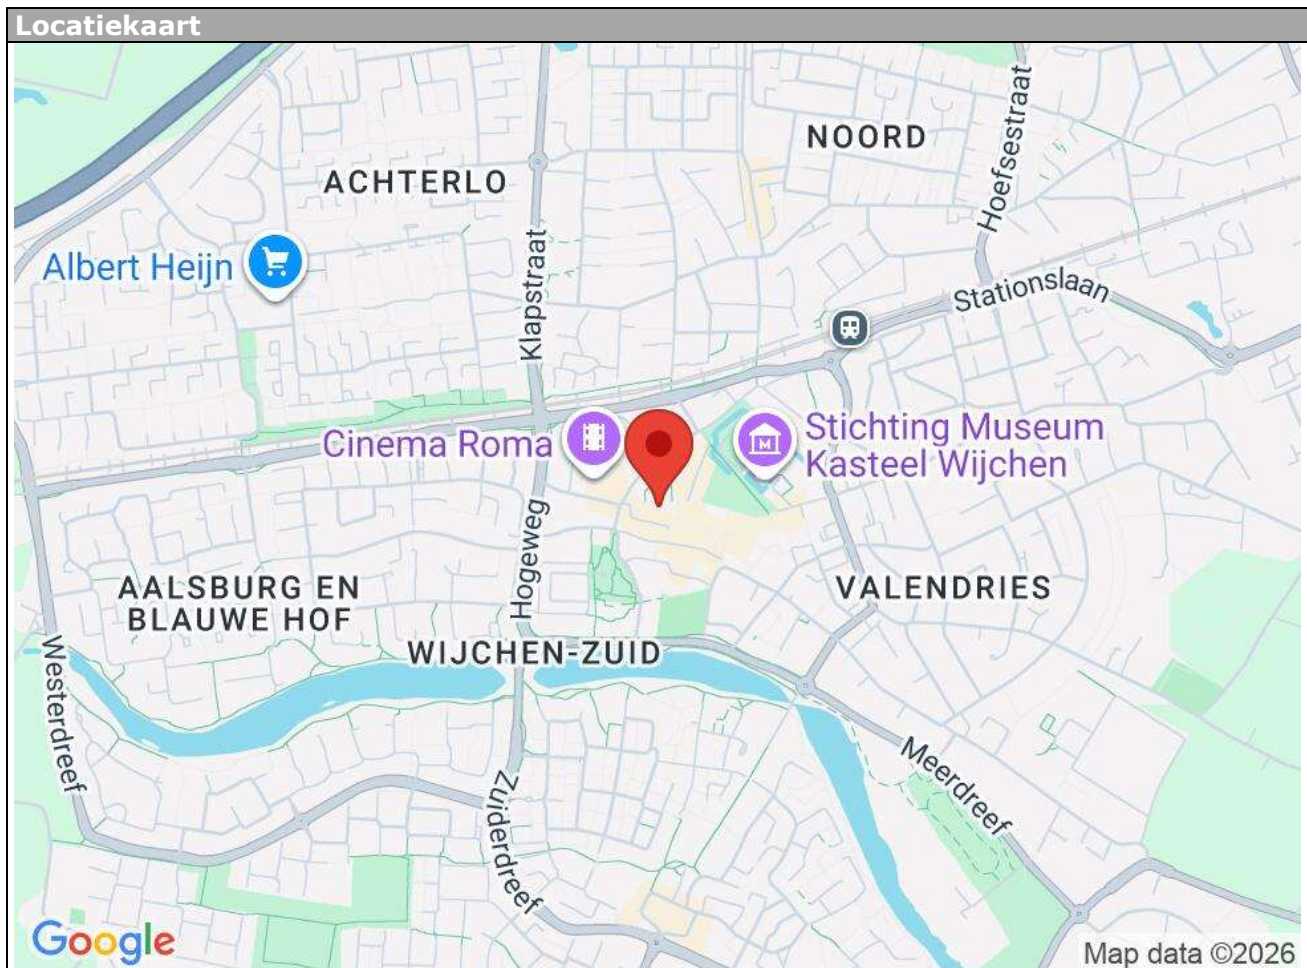 Locatiekaart
NOORD
Hoefsestraat
ACHTERLO
Albert Heijn
Klapstraat
Stationslaan
Cinema Roma
Stichting Museum
Kasteel Wijchen
Hogeweg
AALSBURG EN
BLAUWE HOF
VALENDRIES
WIJCHEN-ZUID
Westerdreef
Meerdreef
Zuiderdreef
Google
Map data ©2026